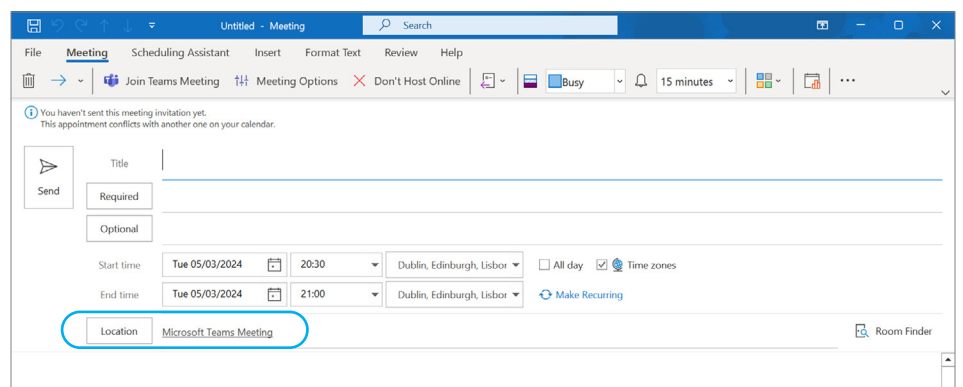 Untitled - Meeting Search
File Meeting Scheduling Assistant Insert Format Text Review Help
Join Teams Meeting Meeting Options Don't Host Online Busy 15 minutes
You haven't sent this meeting invitation yet.
This appointment conflicts with another one on your calendar.
Send
Title
Required
Optional
Start time Tue 05/03/2024 20:30 Dublin, Edinburgh, Lisbor All day Time zones
End time Tue 05/03/2024 21:00 Dublin, Edinburgh, Lisbor Make Recurring
Location Microsoft Teams Meeting Room Finder